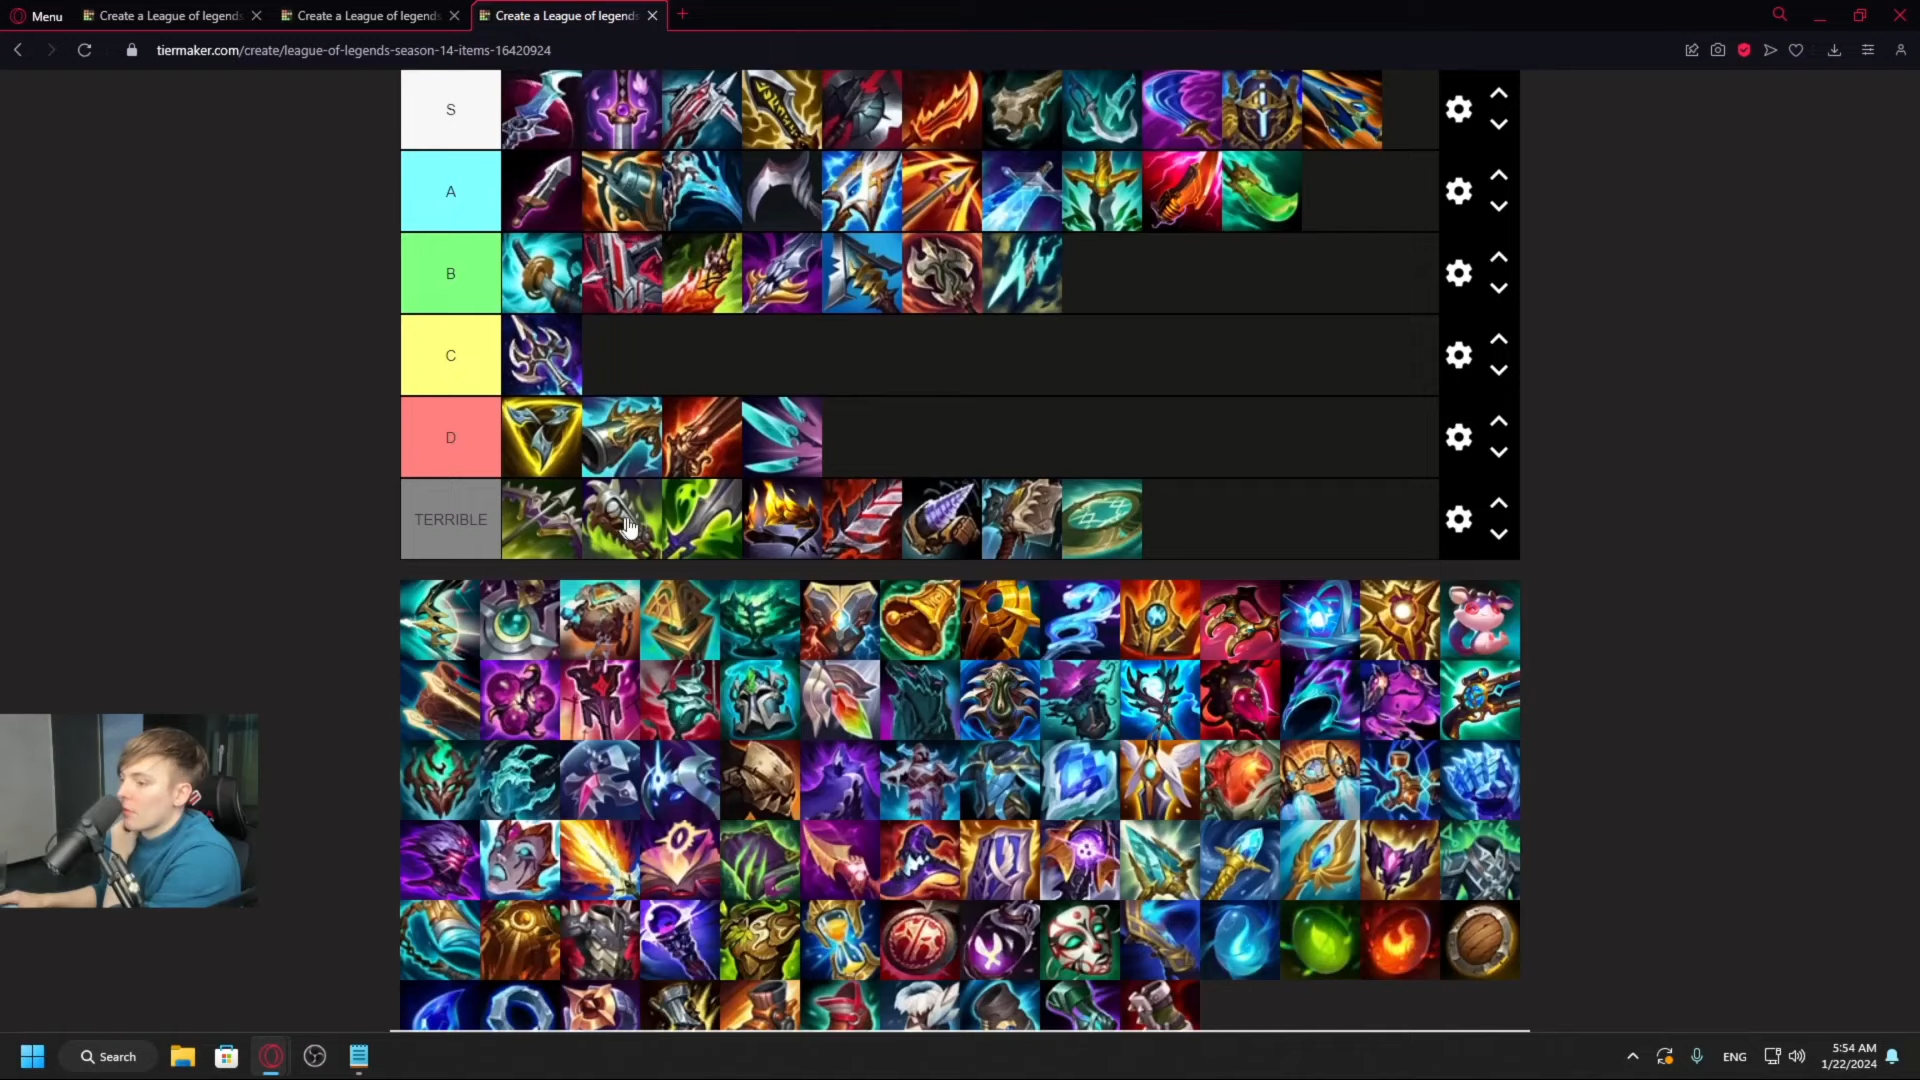 Menu
Create a League of legends
Create a League of legends
Create a League of legends
tiermaker.com/create/league-of-legends-season-14-items-16420924
S
A
B
C
D
TERRIBLE
Search
ENG
5:54 AM
1/22/2024